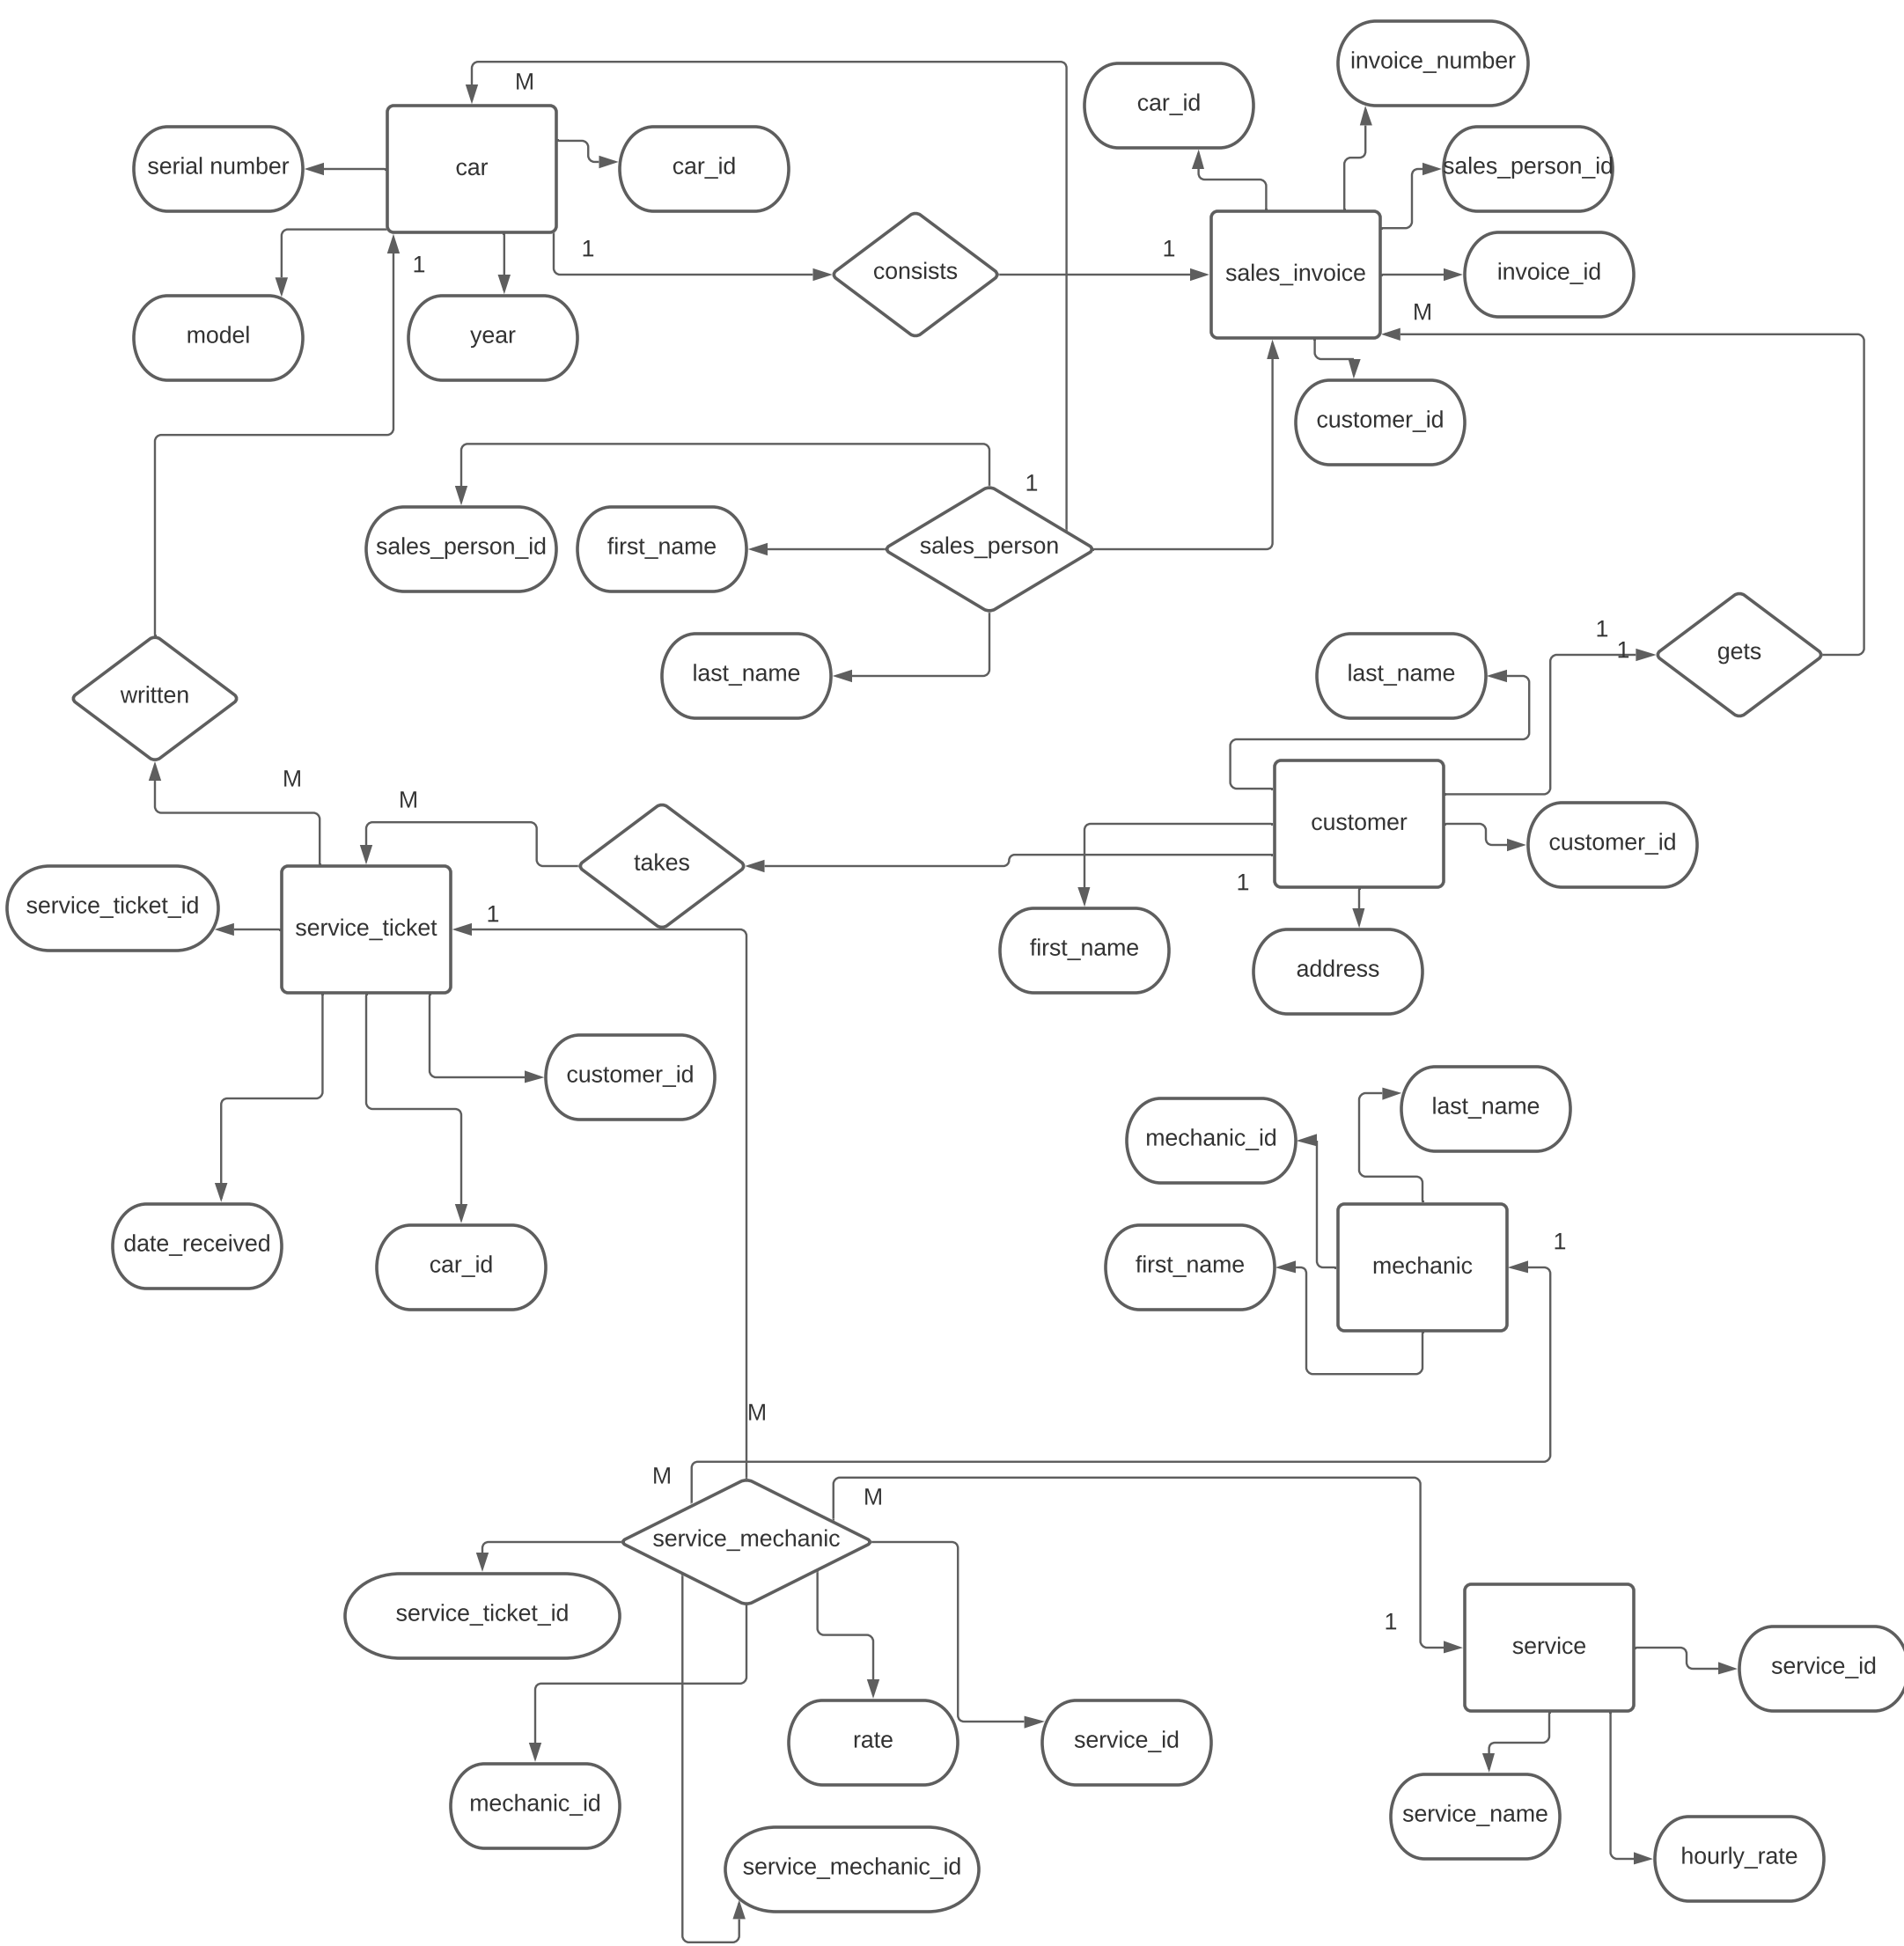 invoice_number
M
car_id
serial number
car
car_id
sales_person_id
1
1
1
consists
sales_invoice
invoice_id
M
model
year
customer_id
1
sales_person_id
first_name
sales_person
1
1
gets
last_name
last_name
written
M
M
takes
customer
customer_id
1
service_ticket_id
service_ticket
1
first_name
address
customer_id
last_name
mechanic_id
date_received
car_id
first_name
mechanic
1
M
M
M
service_mechanic
service_ticket_id
1
service
service_id
rate
service_id
mechanic_id
service_name
service_mechanic_id
hourly_rate